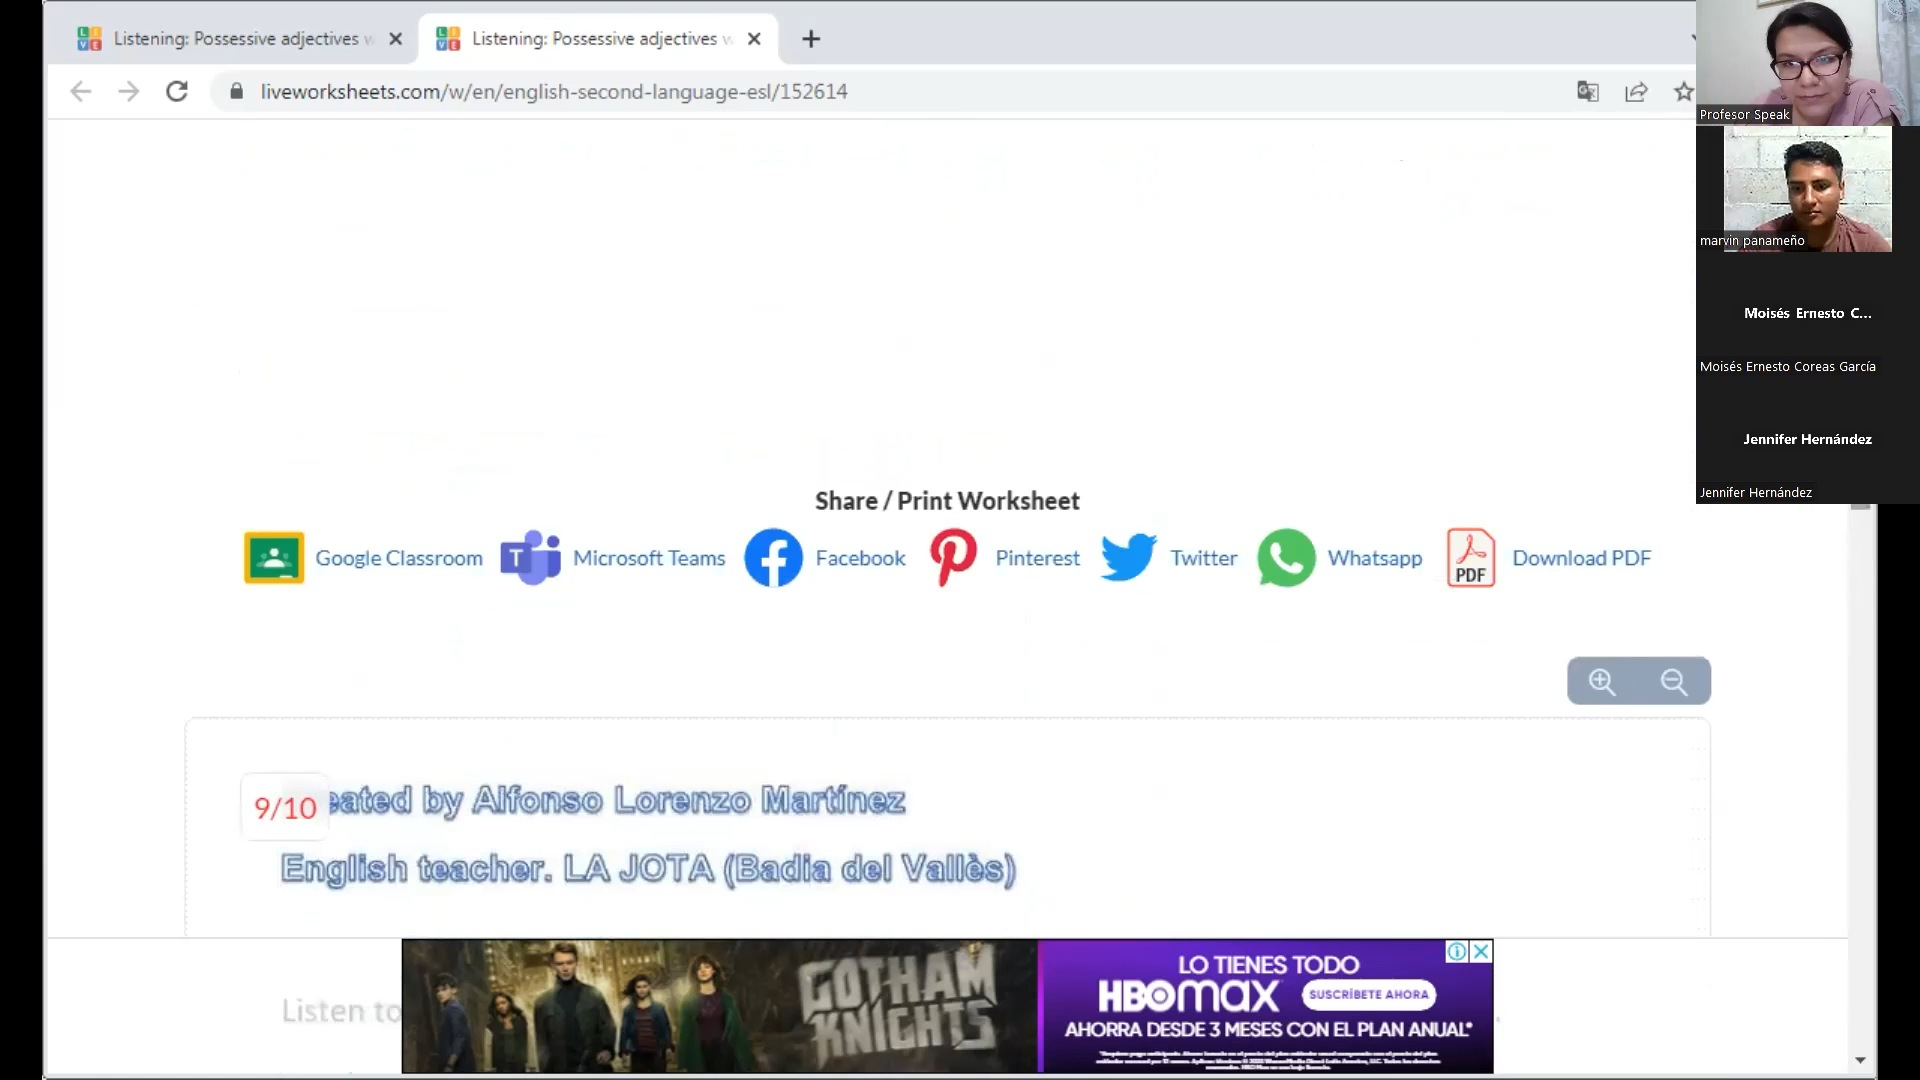 Listening: Possessive adjectives w
Listening: Possessive adjectives w
liveworksheets.com/w/en/english-second-language-esl/152614
Profesor Speak
marvin panameño
Moisés Ernesto C...
Moisés Ernesto Coreas García
Jennifer Hernández
Jennifer Hernández
Share / Print Worksheet
Google Classroom
Microsoft Teams
Facebook
Pinterest
Twitter
Whatsapp
PDF
Download PDF
9/10
eated by Alfonso Lorenzo Martínez
English teacher. LA JOTA (Badia del Vallès)
Listen to
GOTHAM
KNIGHTS
LO TIENES TODO
HBOmax
SUSCRÍBETE AHORA
AHORRA DESDE 3 MESES CON EL PLAN ANUAL*